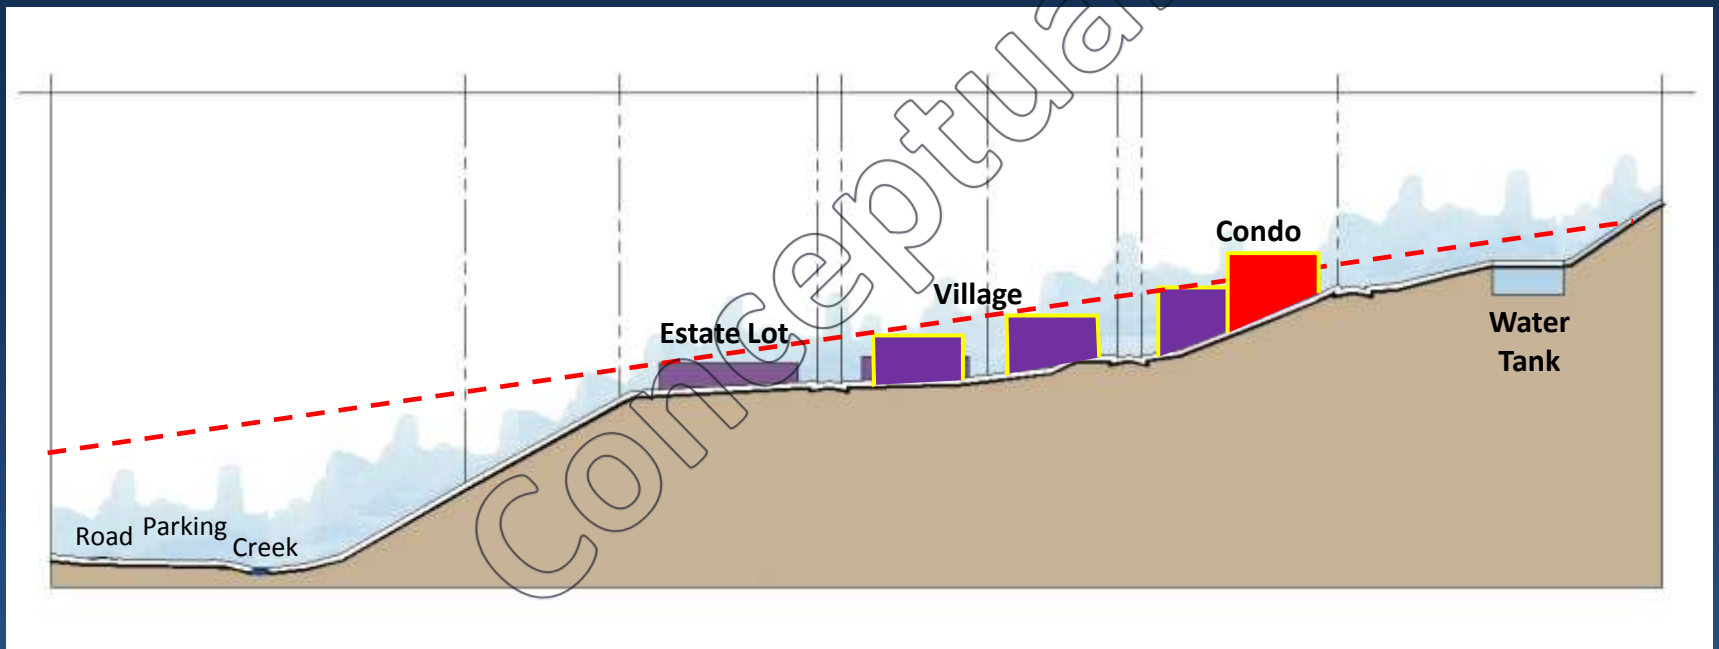 Conceptual
Condo
Village
Estate Lot
Water
Tank
Road
Parking
Creek